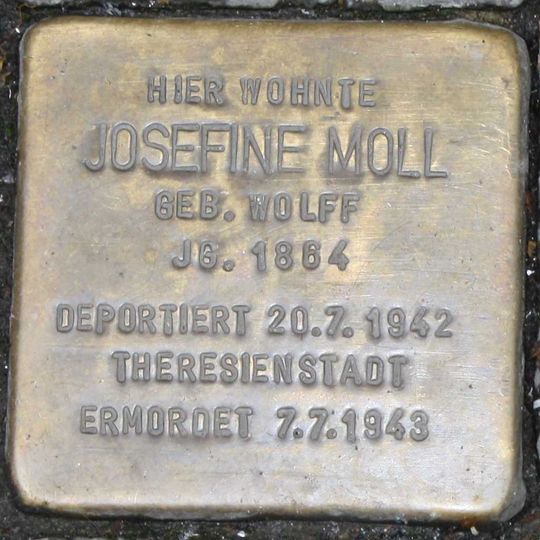 HIER WOHNTE
JOSEFINE MOLL
GEB. WOLFF
JG. 1864
DEPORTIERT 20.7.1942
THERESIENSTADT
ERMORDET 7.7.1943